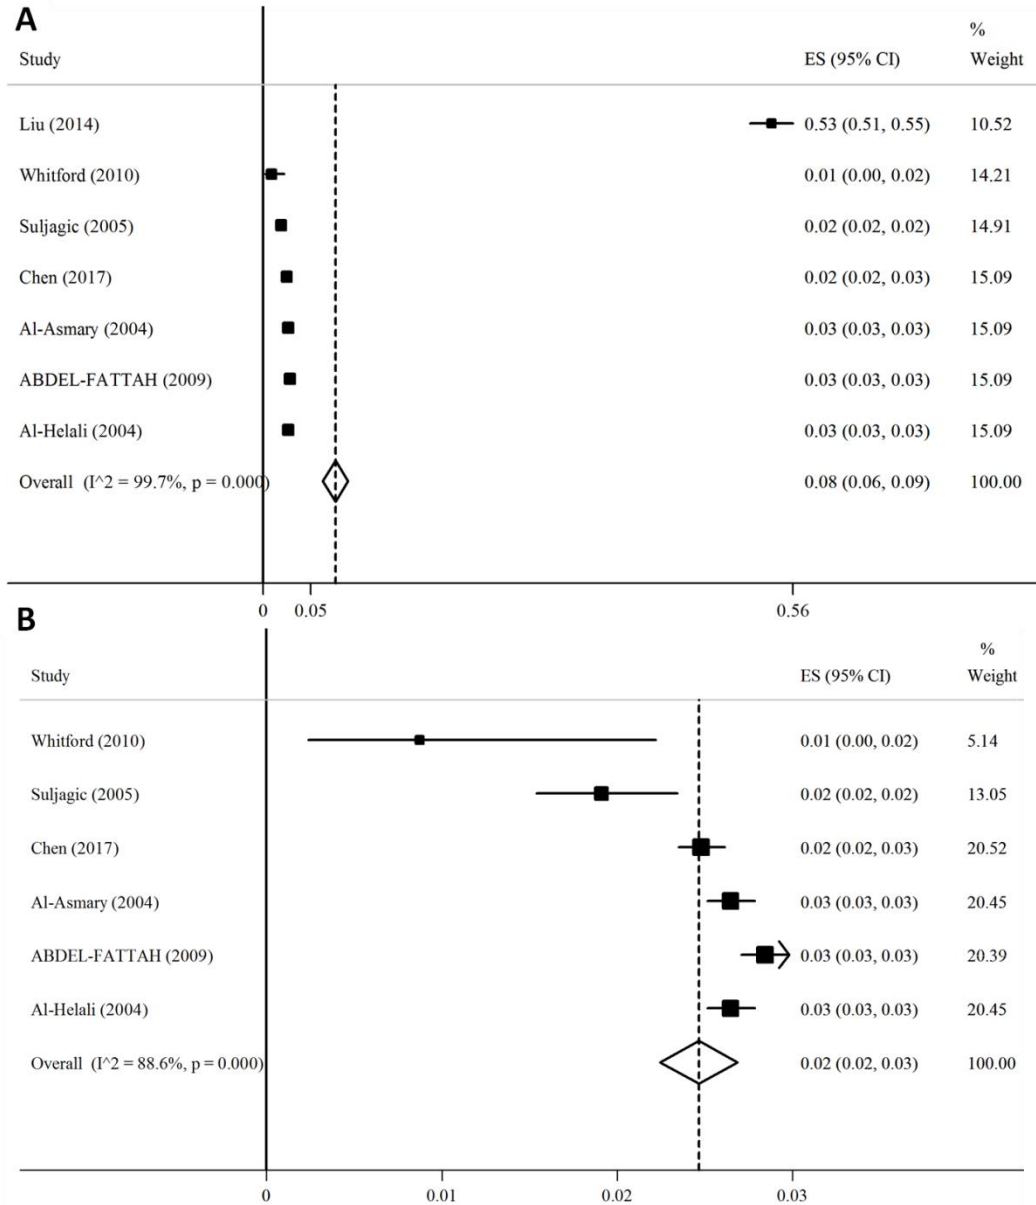 A
%
Study ES (95% CI) Weight
Liu (2014) 0.53 (0.51, 0.55) 10.52
Whitford (2010) 0.01 (0.00, 0.02) 14.21
Suljagic (2005) 0.02 (0.02, 0.02) 14.91
Chen (2017) 0.02 (0.02, 0.03) 15.09
Al-Asmary (2004) 0.03 (0.03, 0.03) 15.09
ABDEL-FATTAH (2009) 0.03 (0.03, 0.03) 15.09
Al-Helali (2004) 0.03 (0.03, 0.03) 15.09
Overall (I^2 = 99.7%, p = 0.000) 0.08 (0.06, 0.09) 100.00
0 0.05 0.56
B
%
Study ES (95% CI) Weight
Whitford (2010) 0.01 (0.00, 0.02) 5.14
Suljagic (2005) 0.02 (0.02, 0.02) 13.05
Chen (2017) 0.02 (0.02, 0.03) 20.52
Al-Asmary (2004) 0.03 (0.03, 0.03) 20.45
ABDEL-FATTAH (2009) 0.03 (0.03, 0.03) 20.39
Al-Helali (2004) 0.03 (0.03, 0.03) 20.45
Overall (I^2 = 88.6%, p = 0.000) 0.02 (0.02, 0.03) 100.00
0 0.01 0.02 0.03